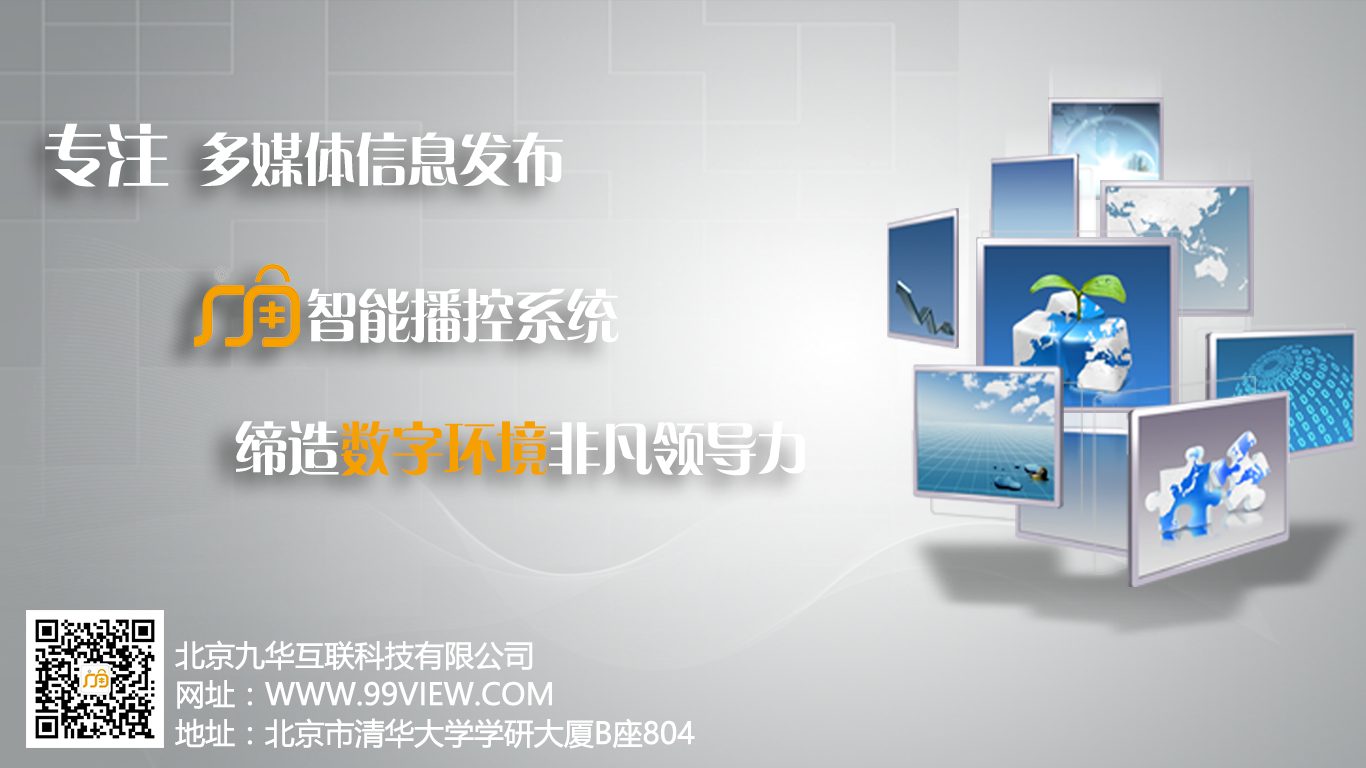 专注 多媒体信息发布
智能播控系统
缔造数字环境非凡领导力
北京九华互联科技有限公司
网址：WWW.99VIEW.COM
地址：北京市清华大学学研大厦B座804